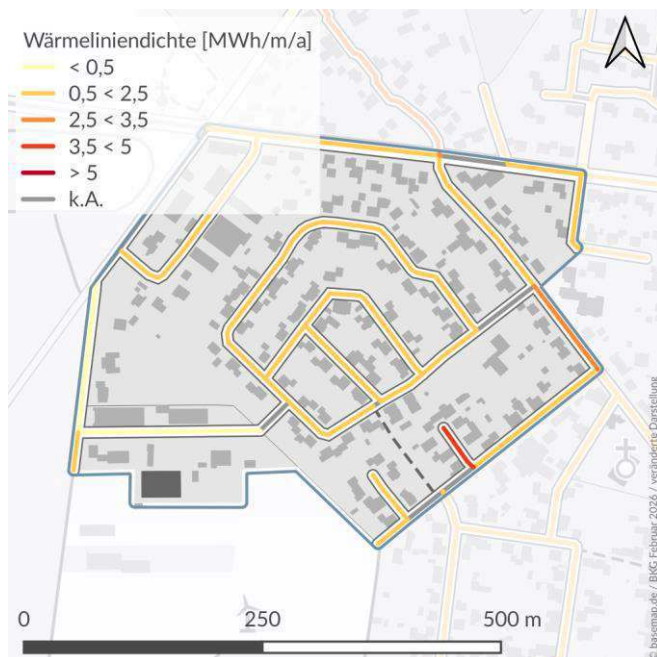 Wärmeliniendichte [MWh/m/a]
< 0,5
0,5 < 2,5
2,5 < 3,5
3,5 < 5
> 5
k.A.
0 250 500 m
© basemap.de / BKG Februar 2026 / veränderte Darstellung